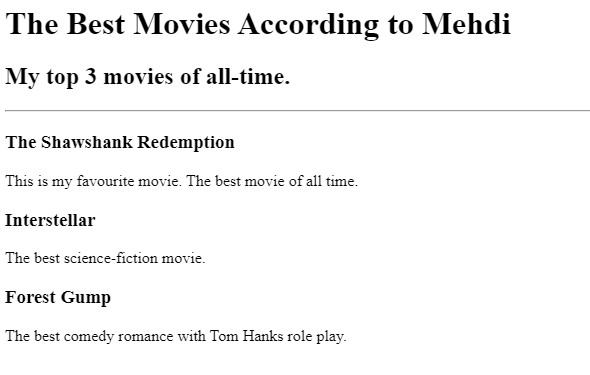 The Best Movies According to Mehdi
My top 3 movies of all-time.
The Shawshank Redemption
This is my favourite movie. The best movie of all time.
Interstellar
The best science-fiction movie.
Forest Gump
The best comedy romance with Tom Hanks role play.